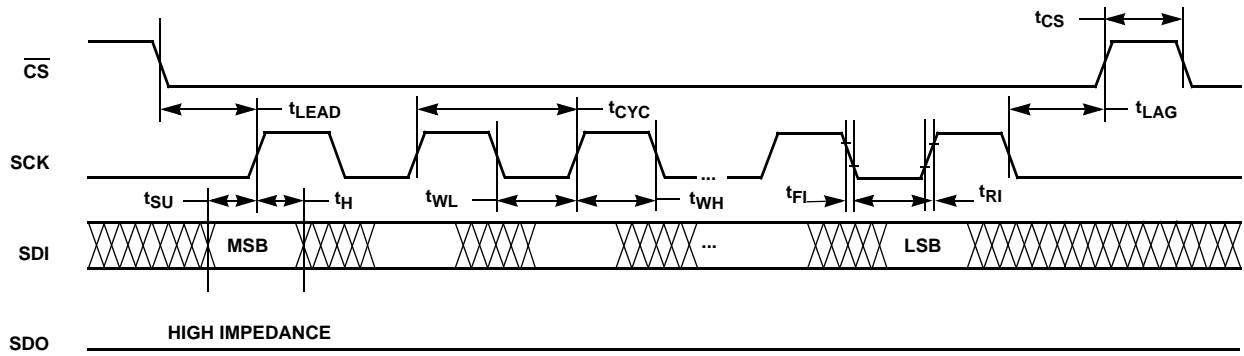 tCS
CS
tLEAD
tCYC
tLAG
SCK
...
tSU
tH
tWL
tWH
tFI
tRI
SDI
MSB
...
LSB
HIGH IMPEDANCE
SDO